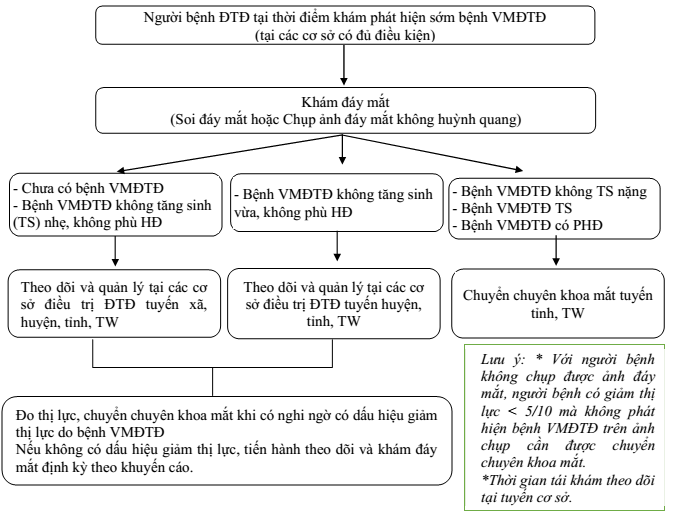 Người bệnh ĐTĐ tại thời điểm khám phát hiện sớm bệnh VMĐTĐ
(tại các cơ sở có đủ điều kiện)
Khám đáy mắt
(Soi đáy mắt hoặc Chụp ảnh đáy mắt không huỳnh quang)
- Chưa có bệnh VMĐTĐ
- Bệnh VMĐTĐ không tăng sinh
(TS) nhẹ, không phù HĐ
- Bệnh VMĐTĐ không tăng sinh
vừa, không phù HĐ
- Bệnh VMĐTĐ không TS nặng
- Bệnh VMĐTĐ TS
- Bệnh VMĐTĐ có PHĐ
Theo dõi và quản lý tại các cơ
sở điều trị ĐTĐ tuyến xã,
huyện, tỉnh, TW
Theo dõi và quản lý tại các cơ
sở điều trị ĐTĐ tuyến huyện,
tỉnh, TW
Chuyển chuyên khoa mắt tuyến
tỉnh, TW
Đo thị lực, chuyển chuyên khoa mắt khi có nghi ngờ có dấu hiệu giảm
thị lực do bệnh VMĐTĐ
Nếu không có dấu hiệu giảm thị lực, tiến hành theo dõi và khám đáy
mắt định kỳ theo khuyến cáo.
Lưu ý: * Với người bệnh
không chụp được ảnh đáy
mắt, người bệnh có giảm thị
lực < 5/10 mà không phát
hiện bệnh VMĐTĐ trên ảnh
chụp cần được chuyển
chuyên khoa mắt.
*Thời gian tái khám theo dõi
tại tuyến cơ sở.